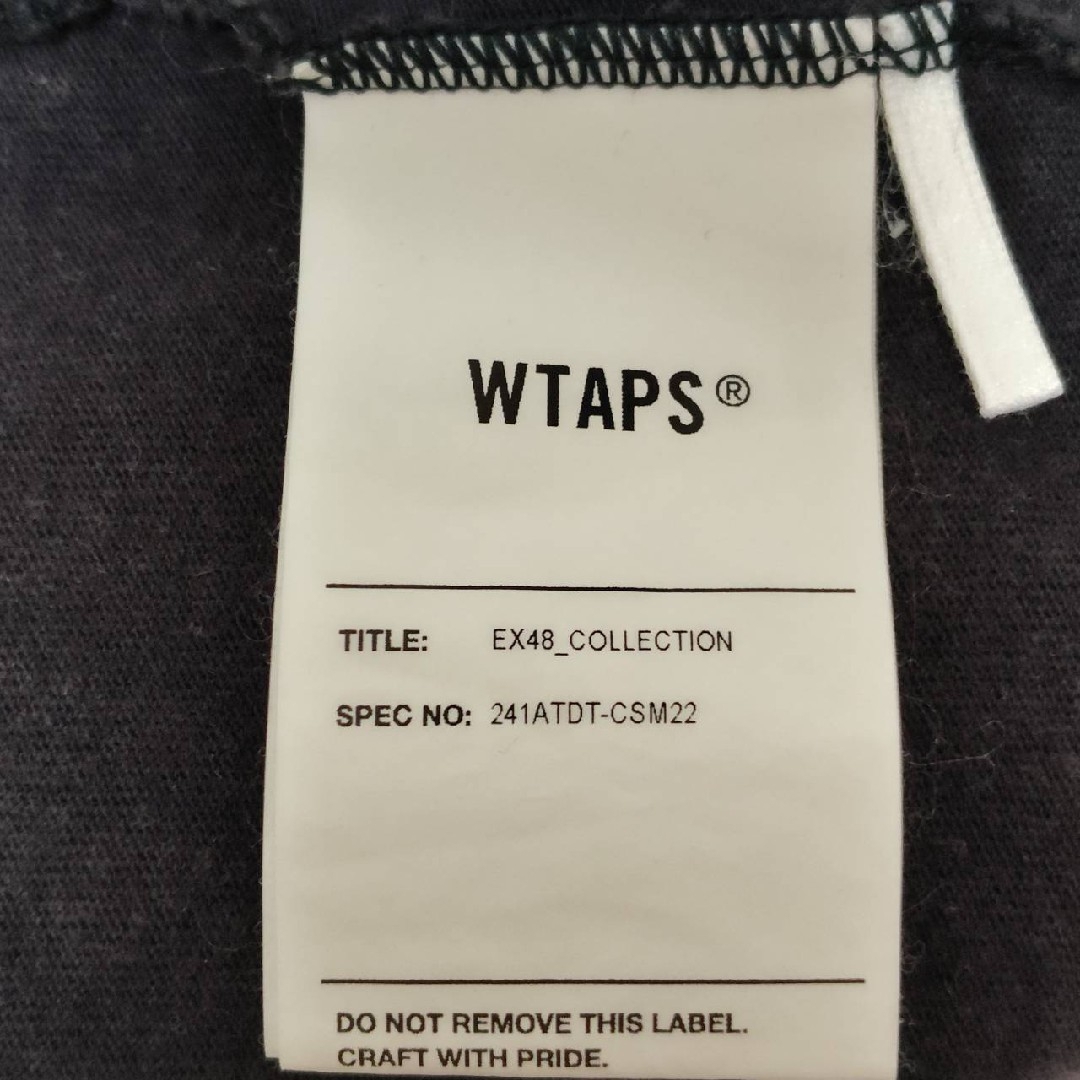 WTAPS®
TITLE: EX48_COLLECTION
SPEC NO: 241ATDT-CSM22
DO NOT REMOVE THIS LABEL.
CRAFT WITH PRIDE.